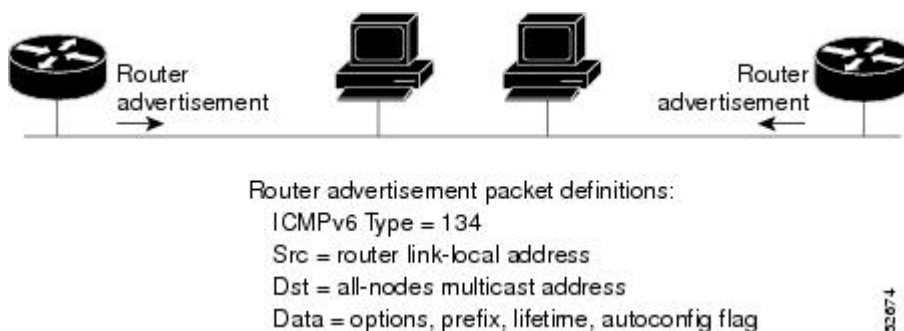 Router
advertisement
Router
advertisement
Router advertisement packet definitions:
ICMPv6 Type = 134
Src = router link-local address
Dst = all-nodes multicast address
Data = options, prefix, lifetime, autoconfig flag
52674